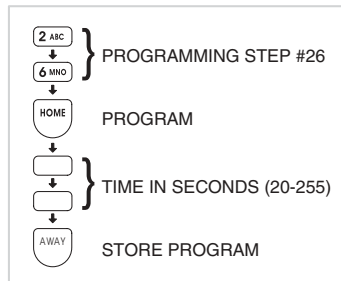 2 ABC
PROGRAMMING STEP #26
6 MNO
HOME
PROGRAM
TIME IN SECONDS (20-255)
AWAY
STORE PROGRAM